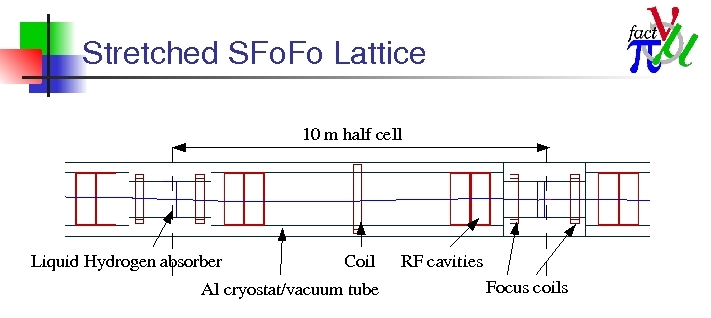 Stretched SFoFo Lattice
fact
π ν μ
10 m half cell
Liquid Hydrogen absorber
Coil
RF cavities
Al cryostat/vacuum tube
Focus coils